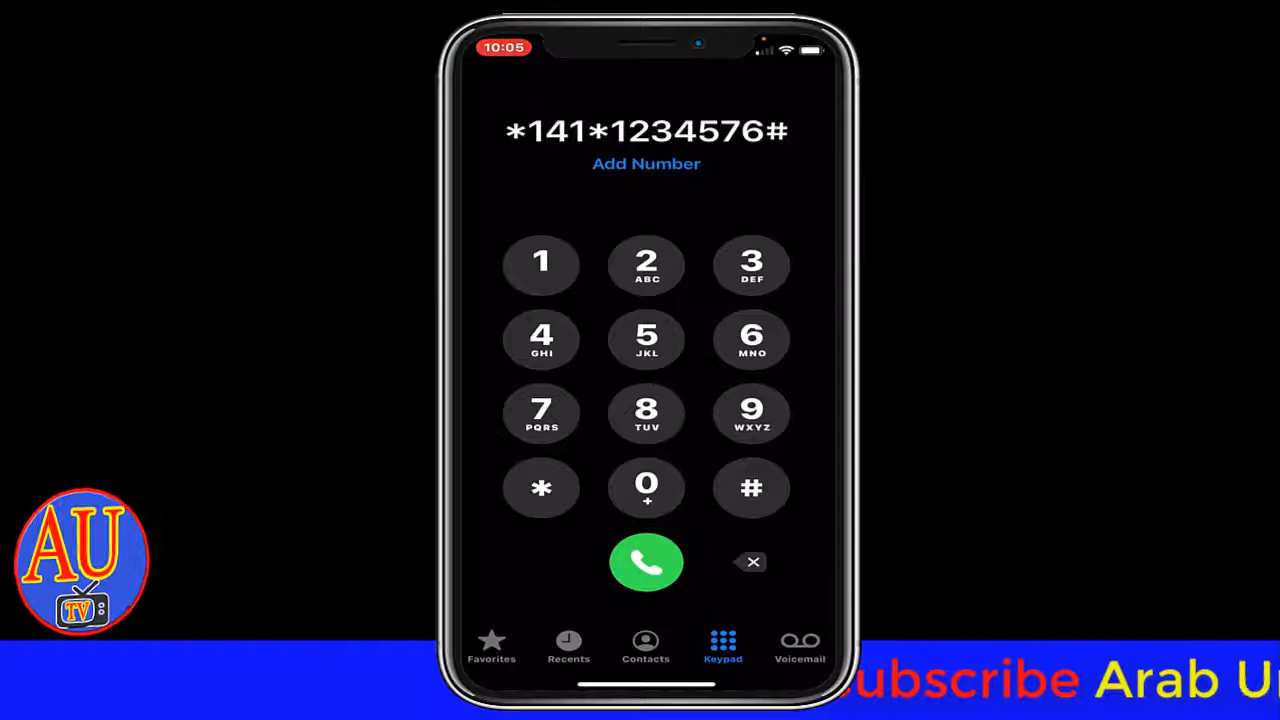 10:05
*141*1234576#
Add Number
1
2 ABC
3 DEF
4 GHI
5 JKL
6 MNO
7 PQRS
8 TUV
9 WXYZ
*
0 +
#
AU
TV
Favorites
Recents
Contacts
Keypad
Voicemail
ubscribe Arab